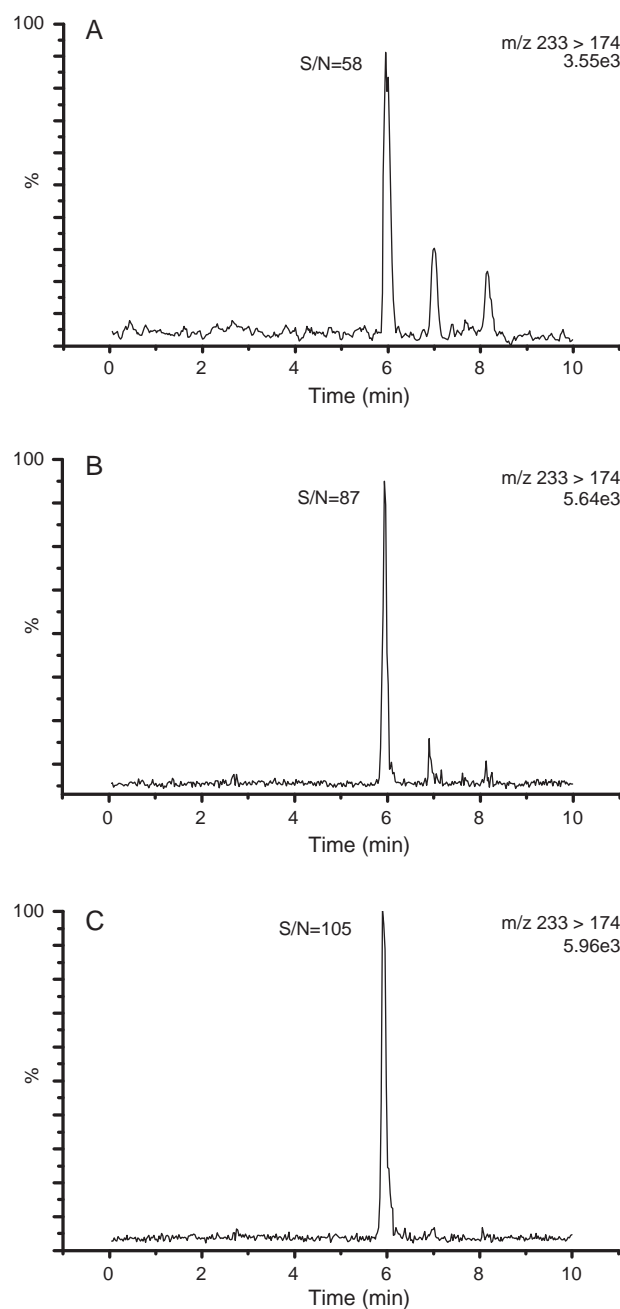 100
A
m/z 233 > 174
S/N=58
3.55e3
%
0 2 4 6 8 10
Time (min)
100
B
m/z 233 > 174
S/N=87
5.64e3
%
0 2 4 6 8 10
Time (min)
100
C
m/z 233 > 174
S/N=105
5.96e3
%
0 2 4 6 8 10
Time (min)